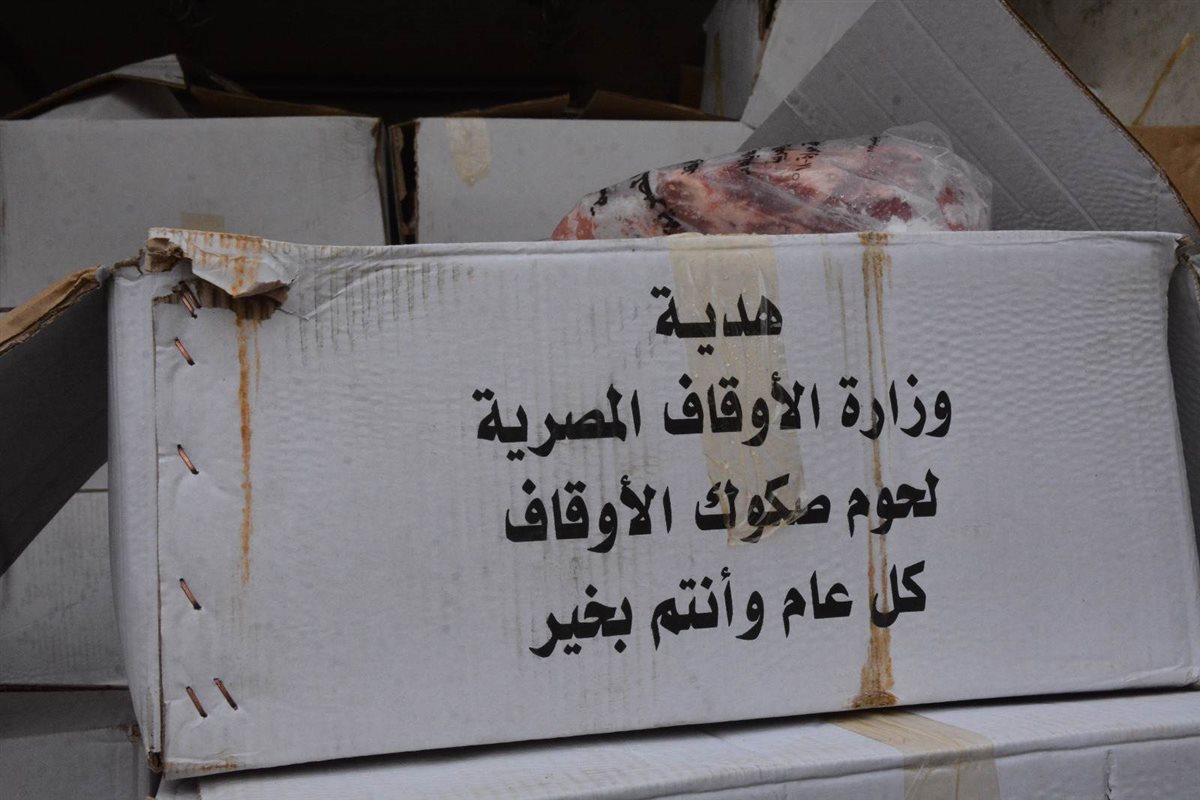 هدية
وزارة الأوقاف المصرية
لحوم صكوك الأوقاف
كل عام وأنتم بخير